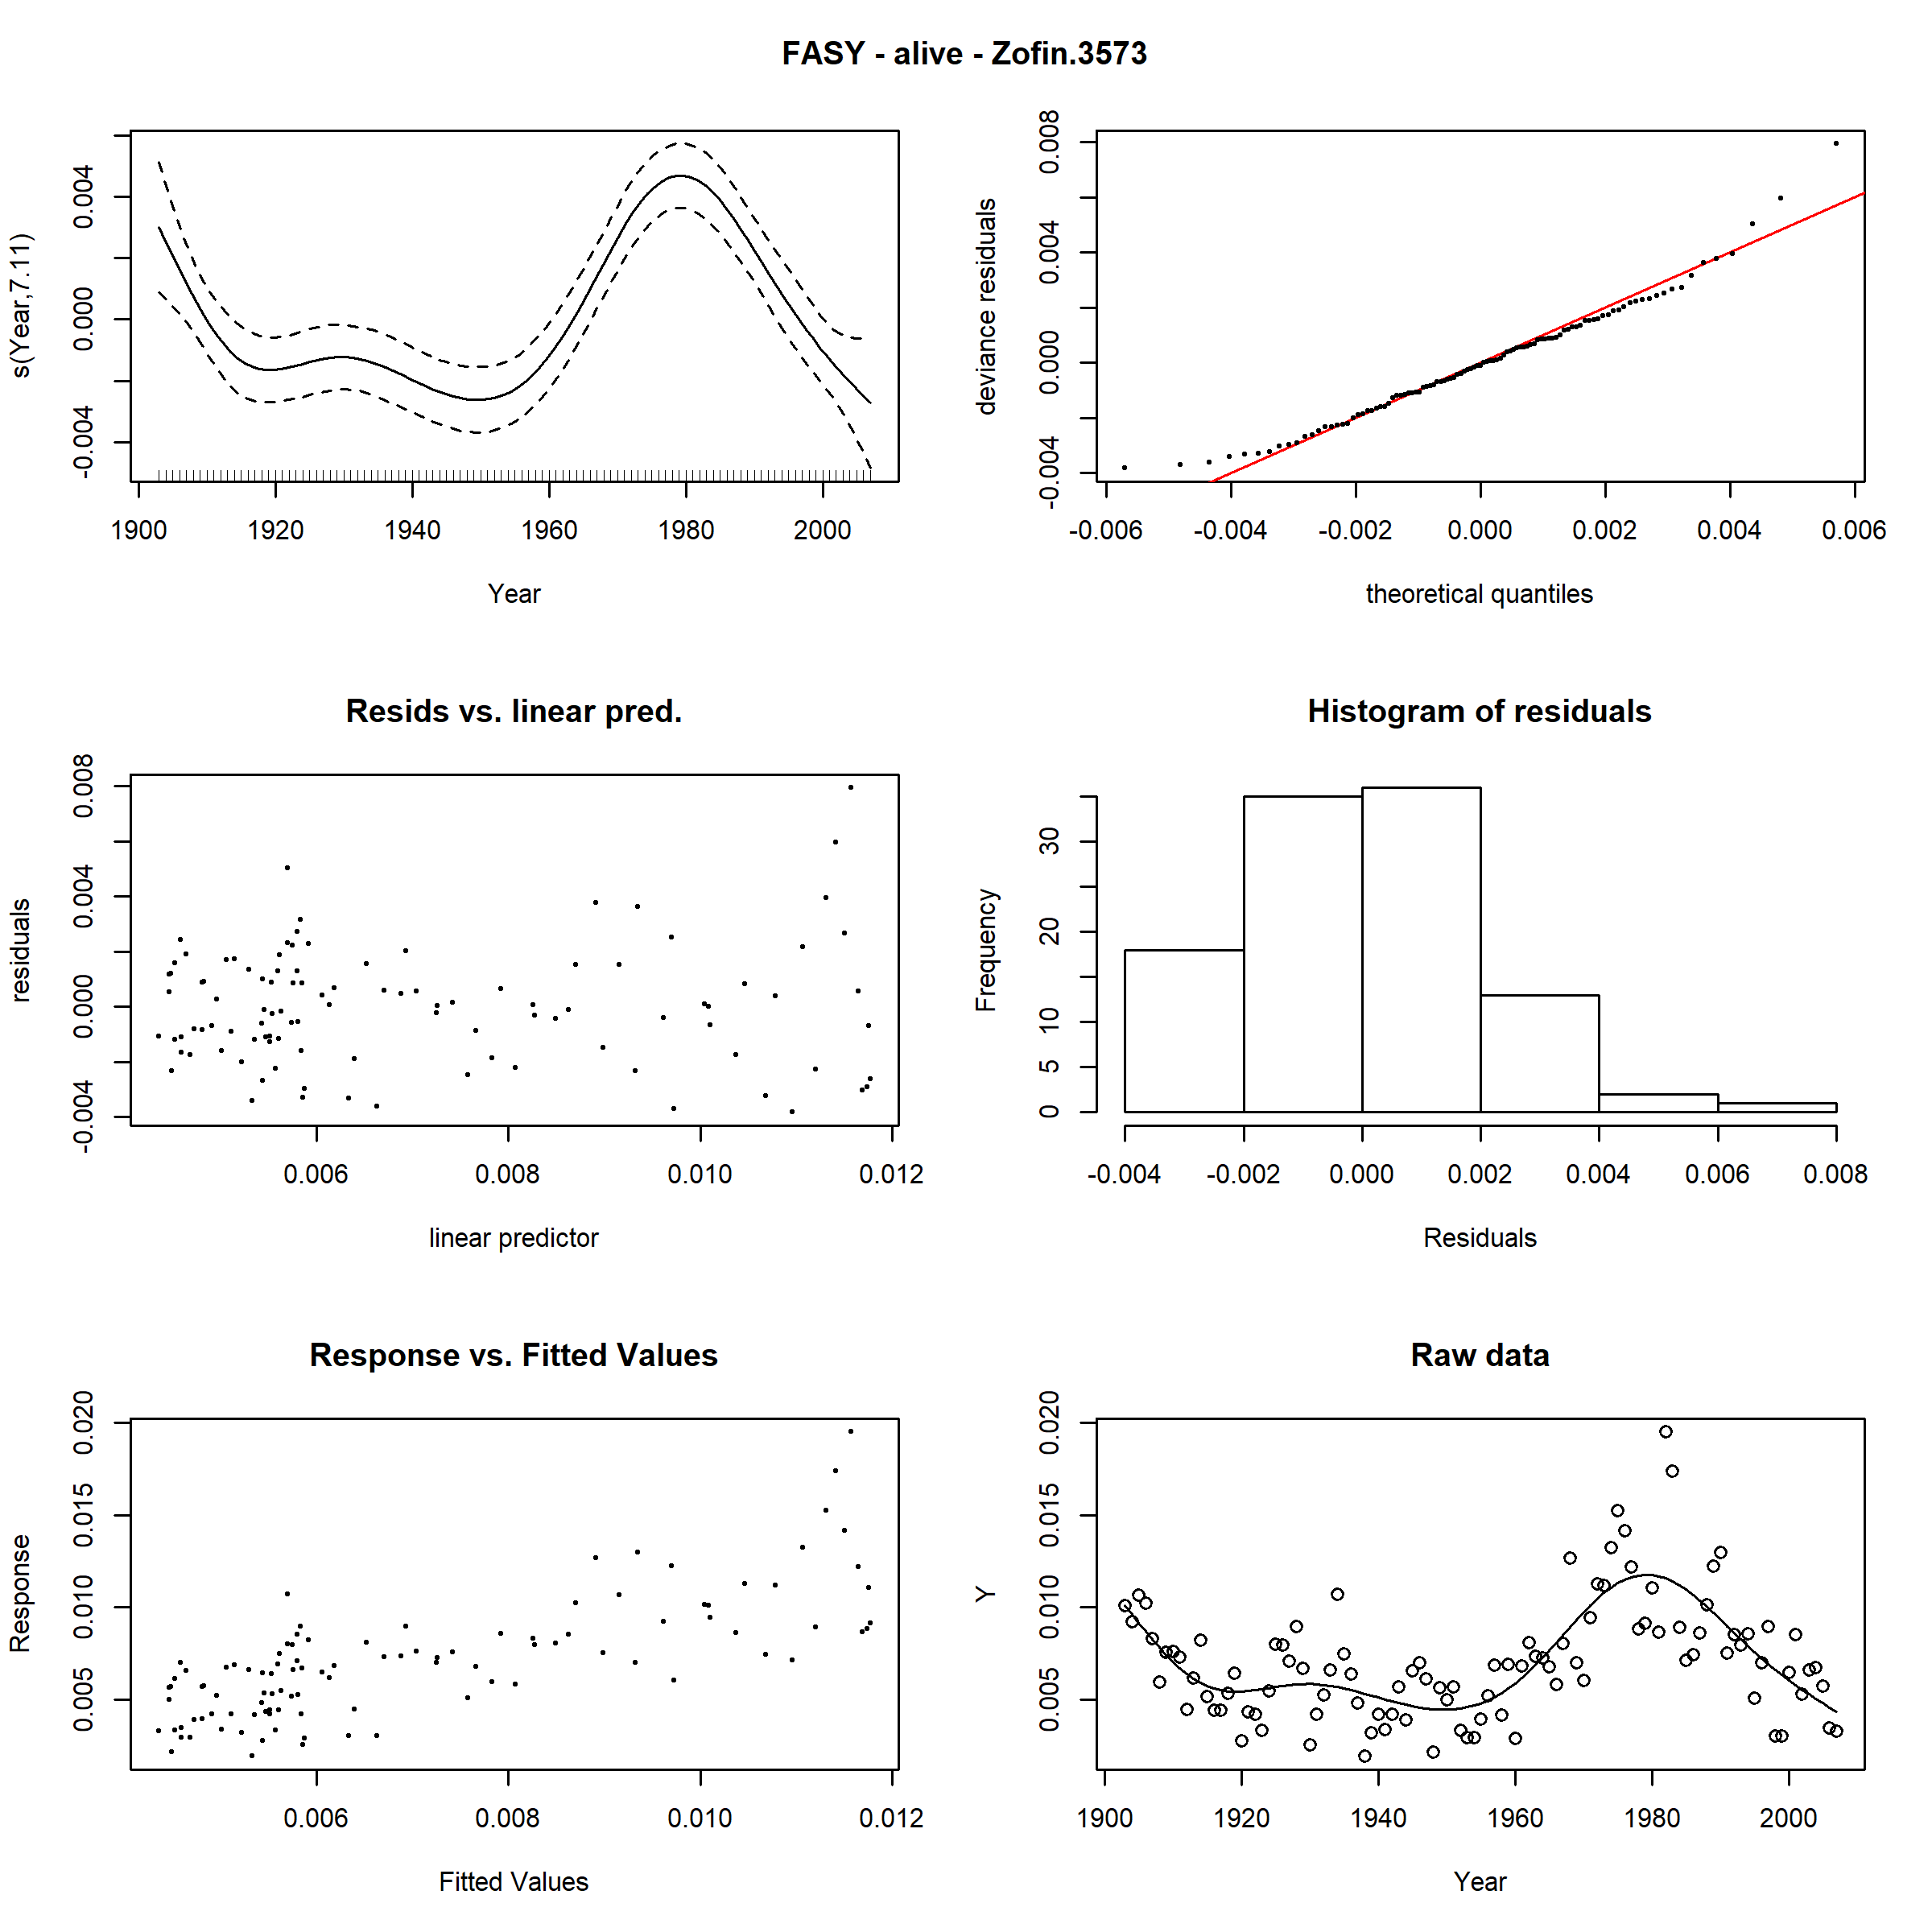 FASY - alive - Zofin.3573
s(Year,7.11)
-0.004 0.000 0.004
1900 1920 1940 1960 1980 2000
Year
deviance residuals
-0.004 0.000 0.004 0.008
-0.006 -0.004 -0.002 0.000 0.002 0.004 0.006
theoretical quantiles
Resids vs. linear pred.
residuals
-0.004 0.000 0.004 0.008
0.006 0.008 0.010 0.012
linear predictor
Histogram of residuals
Frequency
0 5 10 20 30
-0.004 -0.002 0.000 0.002 0.004 0.006 0.008
Residuals
Response vs. Fitted Values
Response
0.005 0.010 0.015 0.020
0.006 0.008 0.010 0.012
Fitted Values
Raw data
Y
0.005 0.010 0.015 0.020
1900 1920 1940 1960 1980 2000
Year